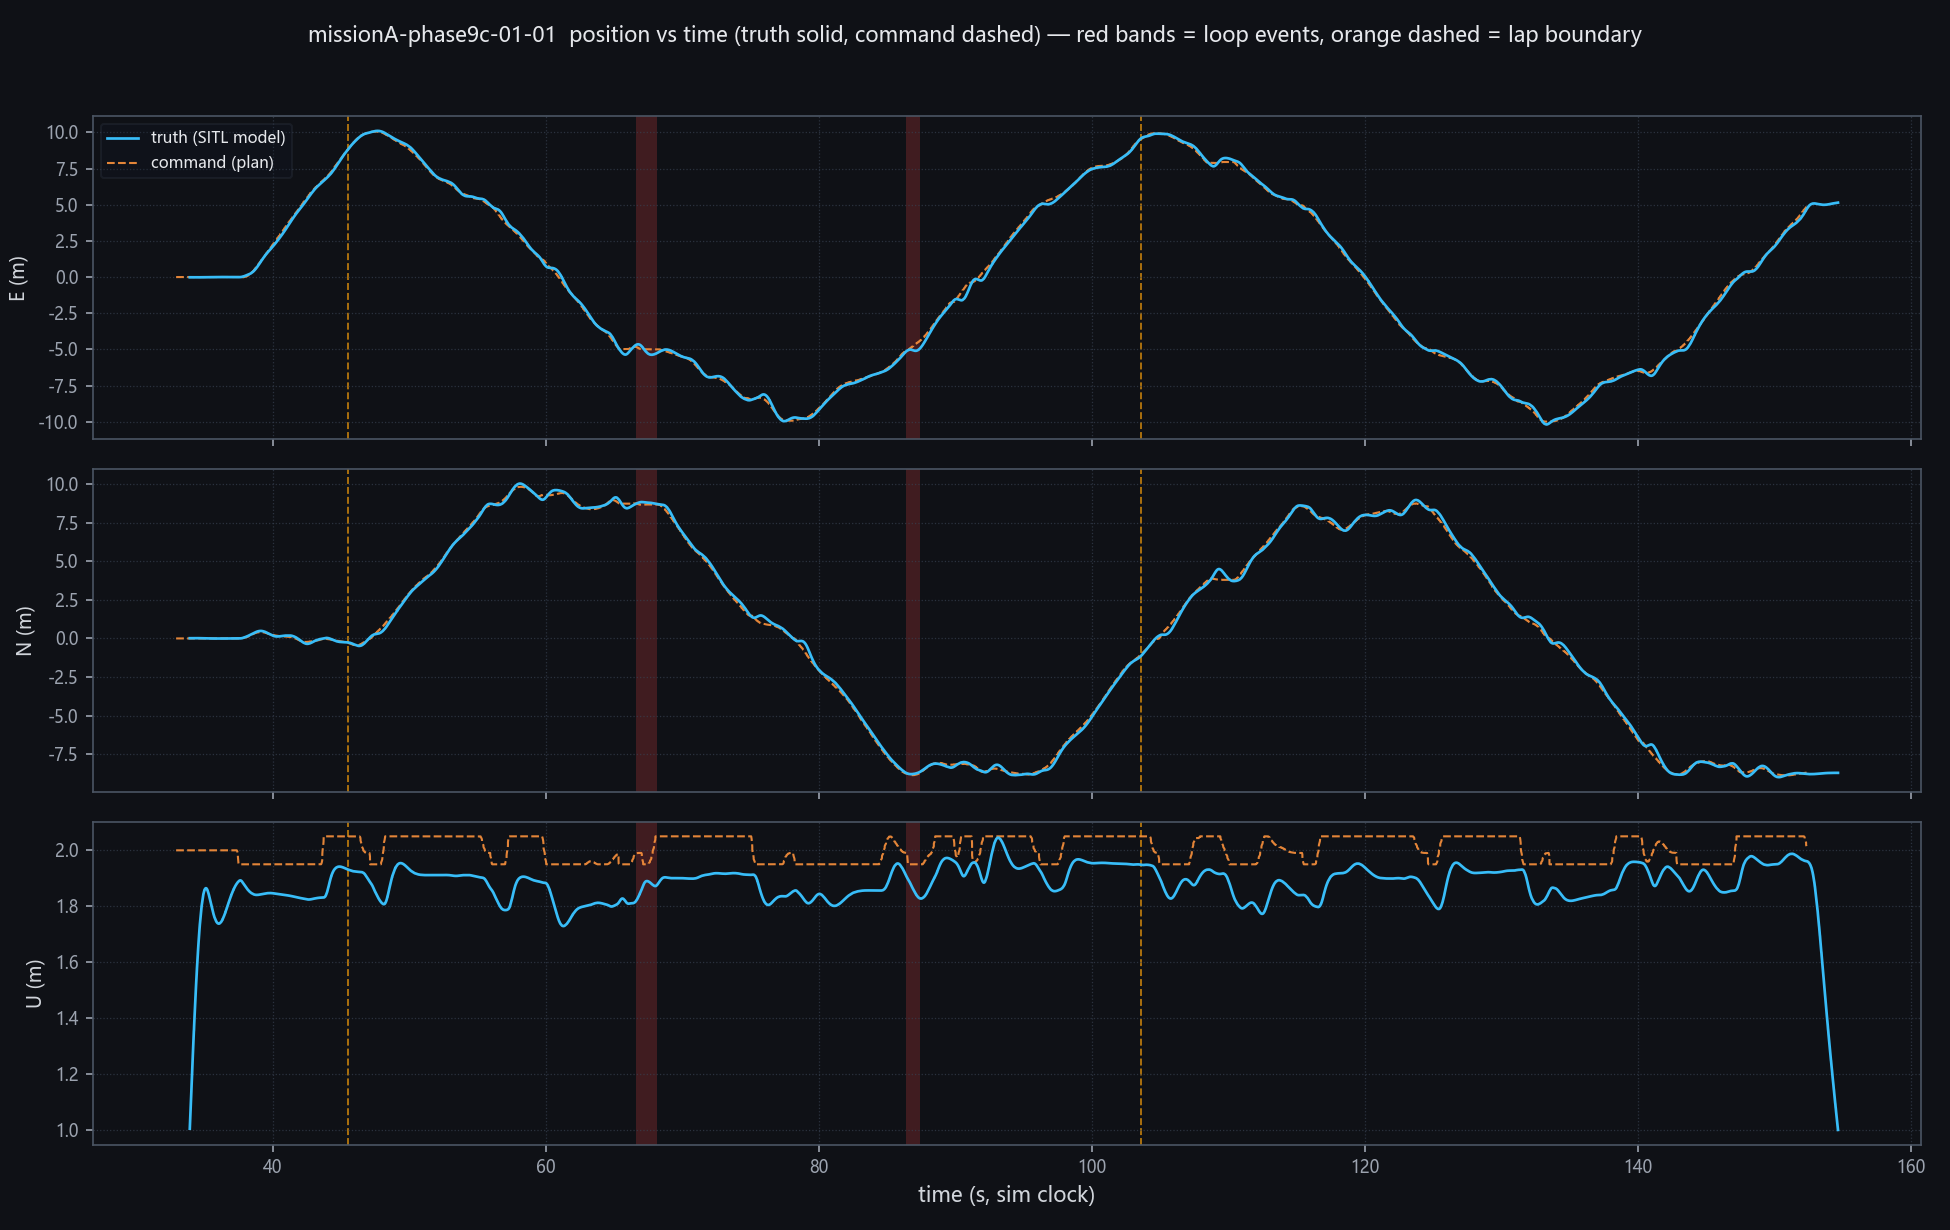 missionA-phase9c-01-01  position vs time (truth solid, command dashed) — red bands = loop events, orange dashed = lap boundary
truth (SITL model)
command (plan)
E (m)
10.0
7.5
5.0
2.5
0.0
-2.5
-5.0
-7.5
-10.0
N (m)
10.0
7.5
5.0
2.5
0.0
-2.5
-5.0
-7.5
U (m)
2.0
1.8
1.6
1.4
1.2
1.0
40 60 80 100 120 140 160
time (s, sim clock)